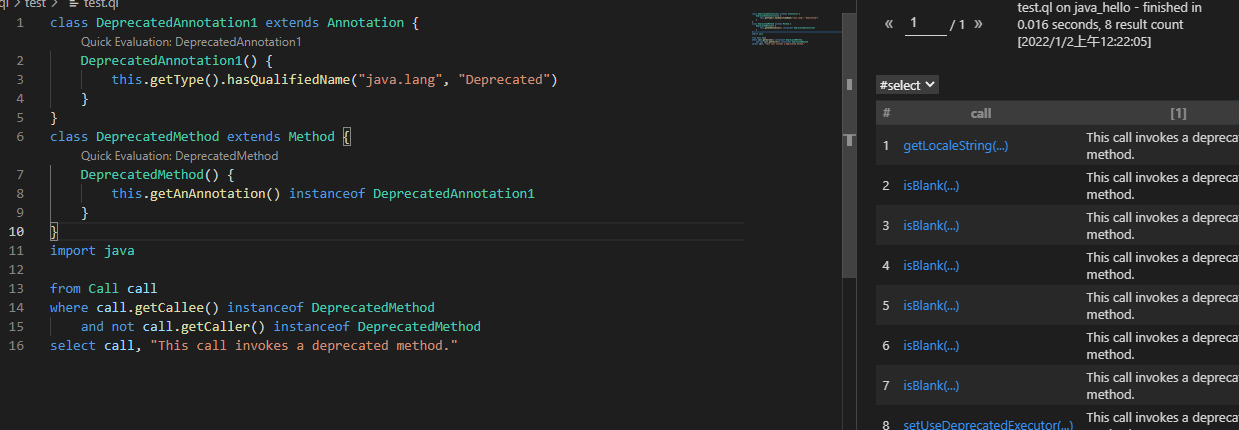 ql > test > test.ql
1 class DeprecatedAnnotation1 extends Annotation {
Quick Evaluation: DeprecatedAnnotation1
2 DeprecatedAnnotation1() {
3 this.getType().hasQualifiedName("java.lang", "Deprecated")
4 }
5 }
6 class DeprecatedMethod extends Method {
Quick Evaluation: DeprecatedMethod
7 DeprecatedMethod() {
8 this.getAnAnnotation() instanceof DeprecatedAnnotation1
9 }
10 }
11 import java
12
13 from Call call
14 where call.getCallee() instanceof DeprecatedMethod
15 and not call.getCaller() instanceof DeprecatedMethod
16 select call, "This call invokes a deprecated method."
« 1 / 1 »
test.ql on java_hello - finished in
0.016 seconds, 8 result count
[2022/1/2上午12:22:05]
#select
# call [1]
1 getLocaleString(...) This call invokes a depreca
method.
2 isBlank(...) This call invokes a depreca
method.
3 isBlank(...) This call invokes a depreca
method.
4 isBlank(...) This call invokes a depreca
method.
5 isBlank(...) This call invokes a depreca
method.
6 isBlank(...) This call invokes a depreca
method.
7 isBlank(...) This call invokes a depreca
method.
8 setUseDeprecatedExecutor(...) This call invokes a depreca